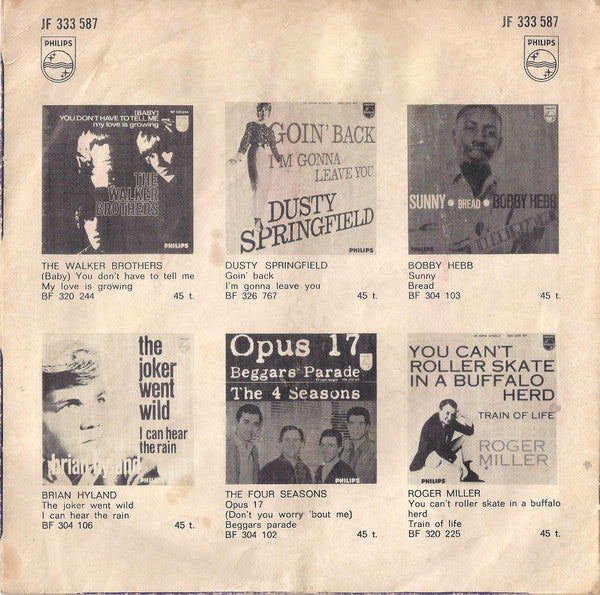 JF 333 587
JF 333 587
PHILIPS
PHILIPS
(BABY)
YOU DON'T HAVE TO TELL ME
my love is growing
THE
WALKER
BROTHERS
PHILIPS
GOIN' BACK
I'M GONNA
LEAVE YOU
DUSTY
SPRINGFIELD
PHILIPS
SUNNY • BREAD • BOBBY HEBB
PHILIPS
THE WALKER BROTHERS
(Baby) You don't have to tell me
My love is growing
BF 320 244 45 t.
DUSTY SPRINGFIELD
Goin' back
I'm gonna leave you
BF 326 767 45 t.
BOBBY HEBB
Sunny
Bread
BF 304 103 45 t.
the
joker
went
wild
I can hear
the rain
brian hyland
PHILIPS
Opus 17
Beggars' Parade
The 4 Seasons
PHILIPS
YOU CAN'T
ROLLER SKATE
IN A BUFFALO
HERD
TRAIN OF LIFE
ROGER
MILLER
PHILIPS
BRIAN HYLAND
The joker went wild
I can hear the rain
BF 304 106 45 t.
THE FOUR SEASONS
Opus 17
(Don't you worry 'bout me)
Beggars parade
BF 304 102 45 t.
ROGER MILLER
You can't roller skate in a buffalo
herd
Train of life
BF 320 225 45 t.